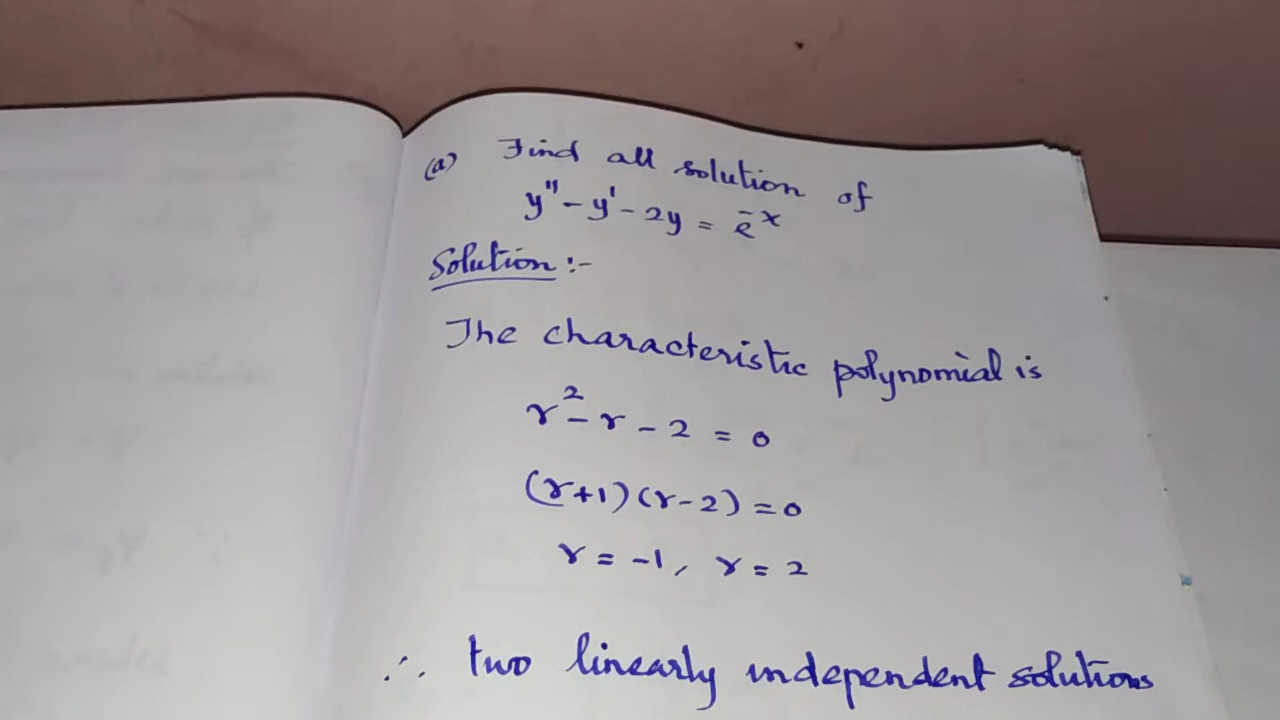 (a) Find all solution of
y" - y' - 2y = e⁻ˣ
Solution :-
The characteristic polynomial is
r² - r - 2 = 0
(r+1)(r-2) = 0
r = -1, r = 2
∴ two linearly independent solutions